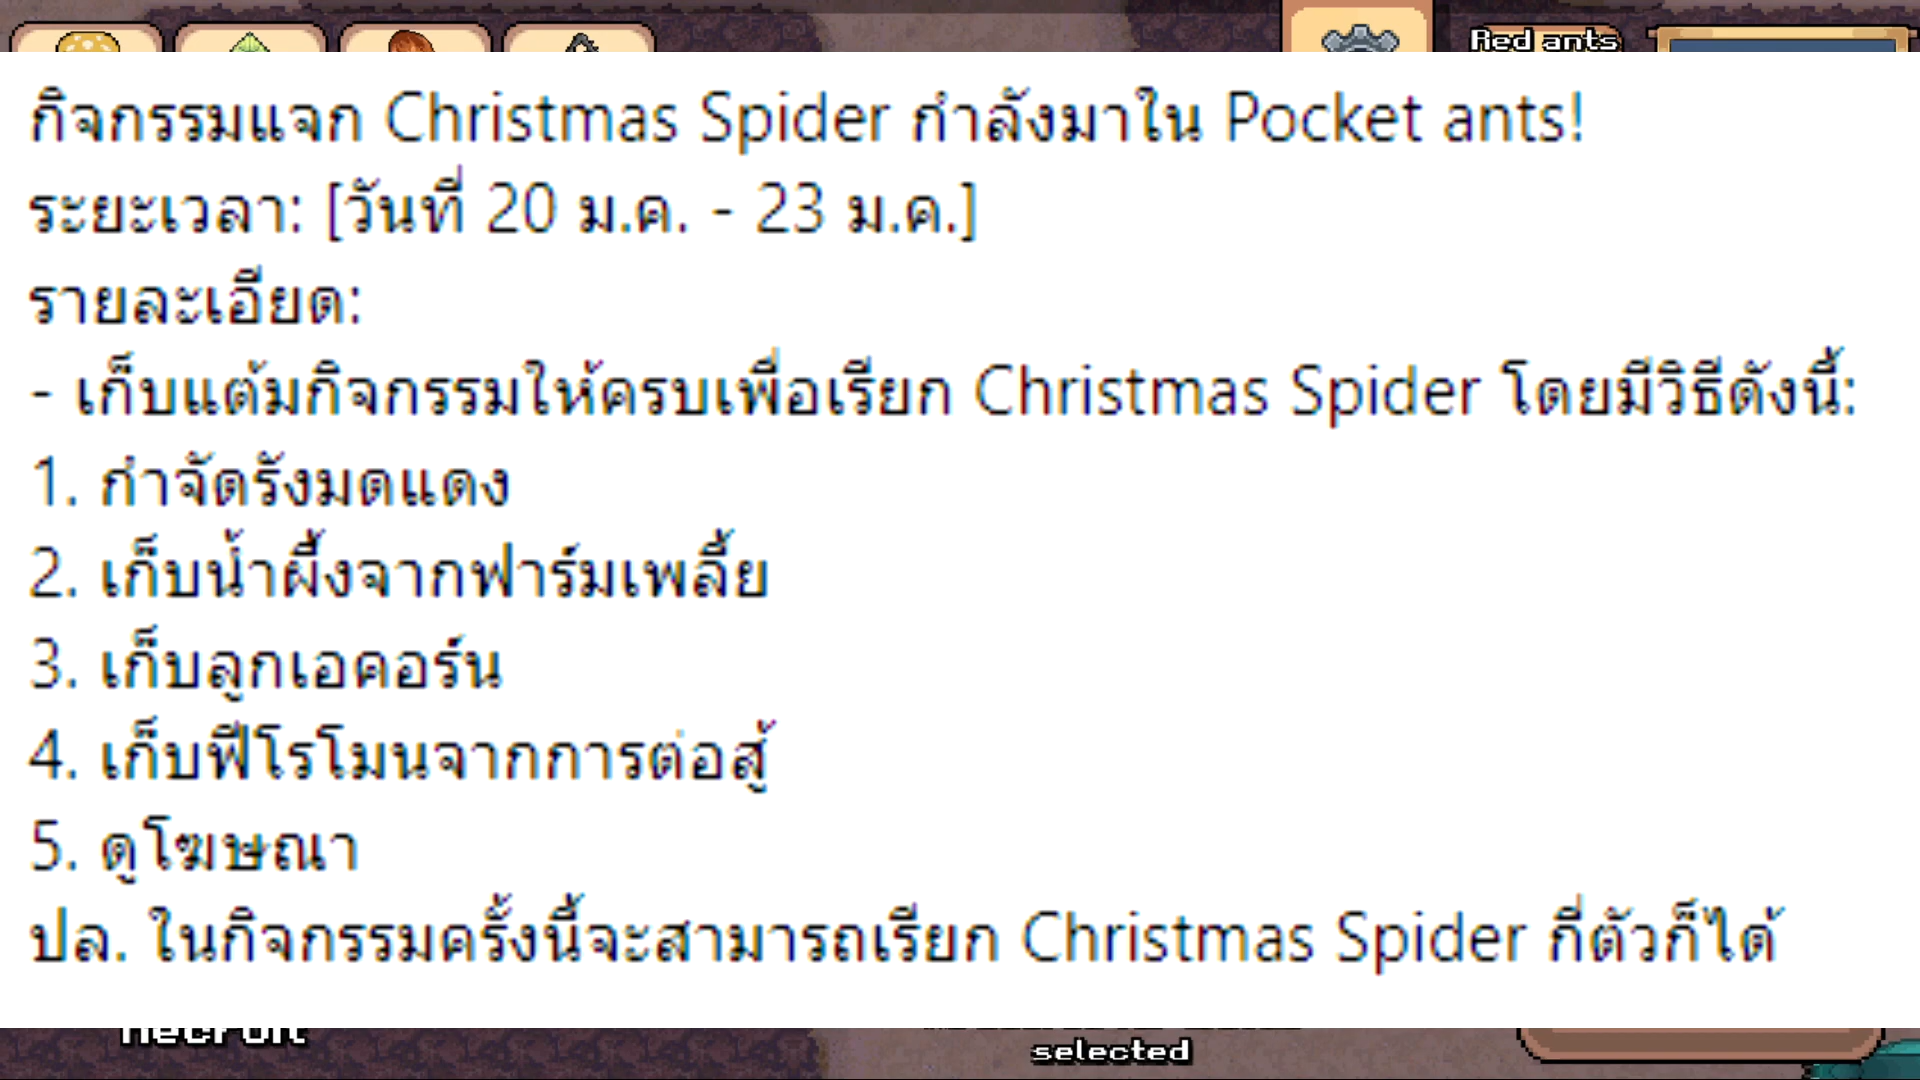 Red ants
กิจกรรมแจก Christmas Spider กำลังมาใน Pocket ants!
ระยะเวลา: [วันที่ 20 ม.ค. - 23 ม.ค.]
รายละเอียด:
- เก็บแต้มกิจกรรมให้ครบเพื่อเรียก Christmas Spider โดยมีวิธีดังนี้:
1. กำจัดรังมดแดง
2. เก็บน้ำผึ้งจากฟาร์มเพลี้ย
3. เก็บลูกเอคอร์น
4. เก็บฟีโรโมนจากการต่อสู้
5. ดูโฆษณา
ปล. ในกิจกรรมครั้งนี้จะสามารถเรียก Christmas Spider กี่ตัวก็ได้
Recruit
selected